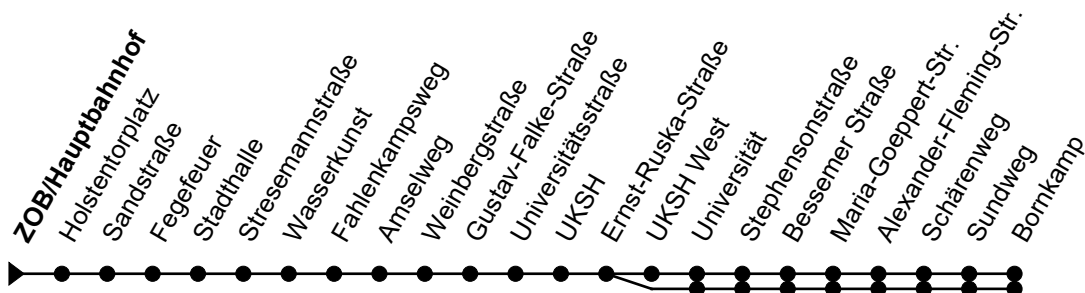 ZOB/Hauptbahnhof
Holstentorplatz
Sandstraße
Fegefeuer
Stadthalle
Stresemannstraße
Wasserkunst
Fahlenkampsweg
Amselweg
Weinbergstraße
Gustav-Falke-Straße
Universitätsstraße
UKSH
Ernst-Ruska-Straße
UKSH West
Universität
Stephensonstraße
Bessemer Straße
Maria-Goeppert-Str.
Alexander-Fleming-Str.
Schärenweg
Sundweg
Bornkamp